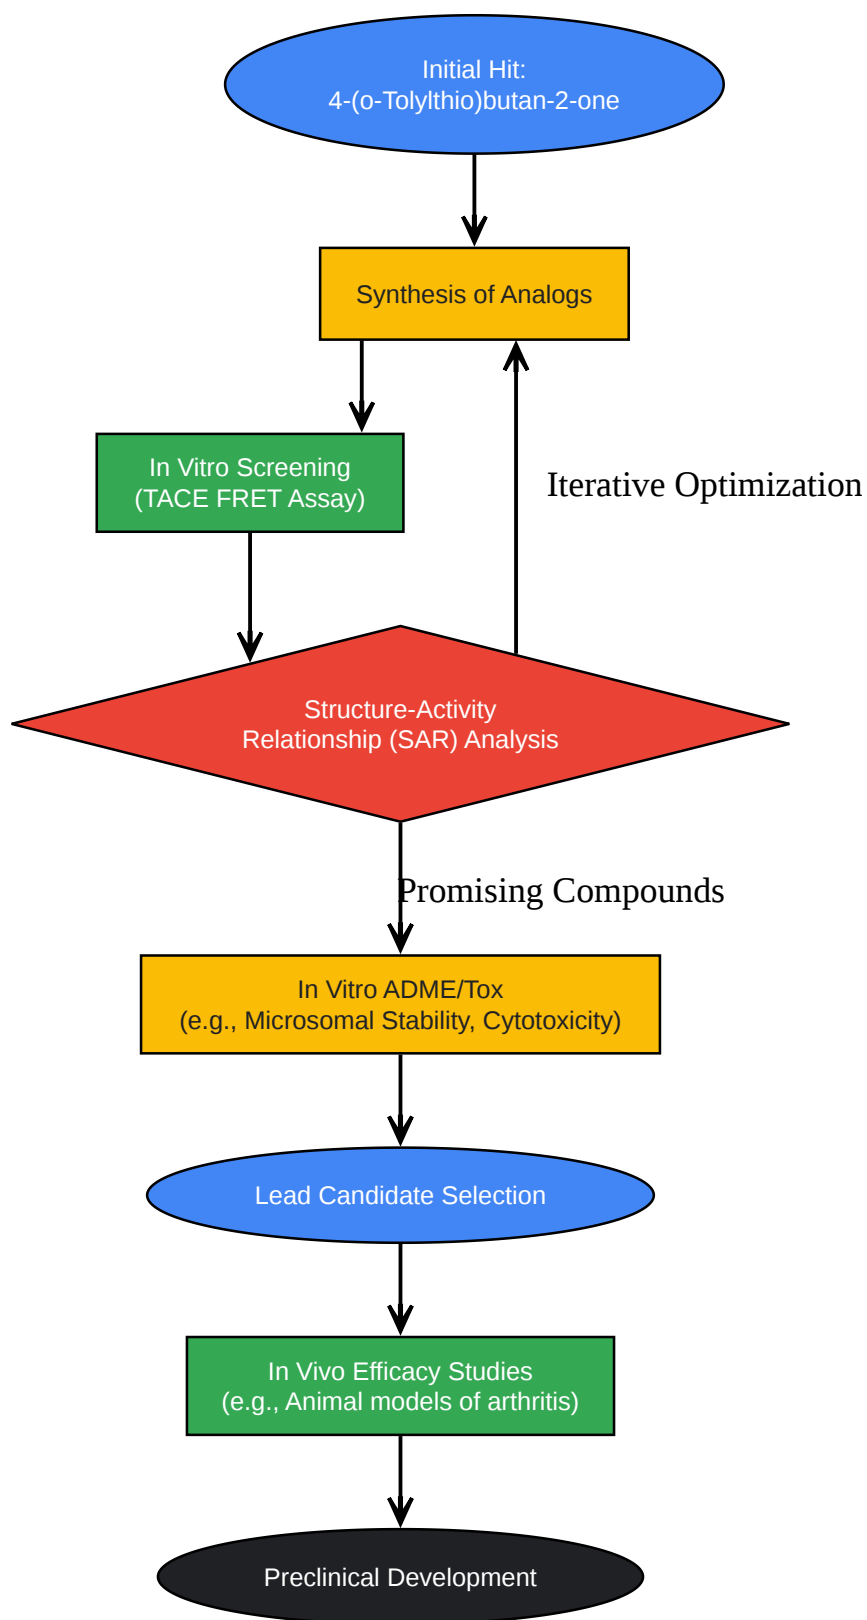 Initial Hit:
4-(o-Tolylthio)butan-2-one
Synthesis of Analogs
In Vitro Screening
(TACE FRET Assay)
Iterative Optimization
Structure-Activity
Relationship (SAR) Analysis
Promising Compounds
In Vitro ADME/Tox
(e.g., Microsomal Stability, Cytotoxicity)
Lead Candidate Selection
In Vivo Efficacy Studies
(e.g., Animal models of arthritis)
Preclinical Development